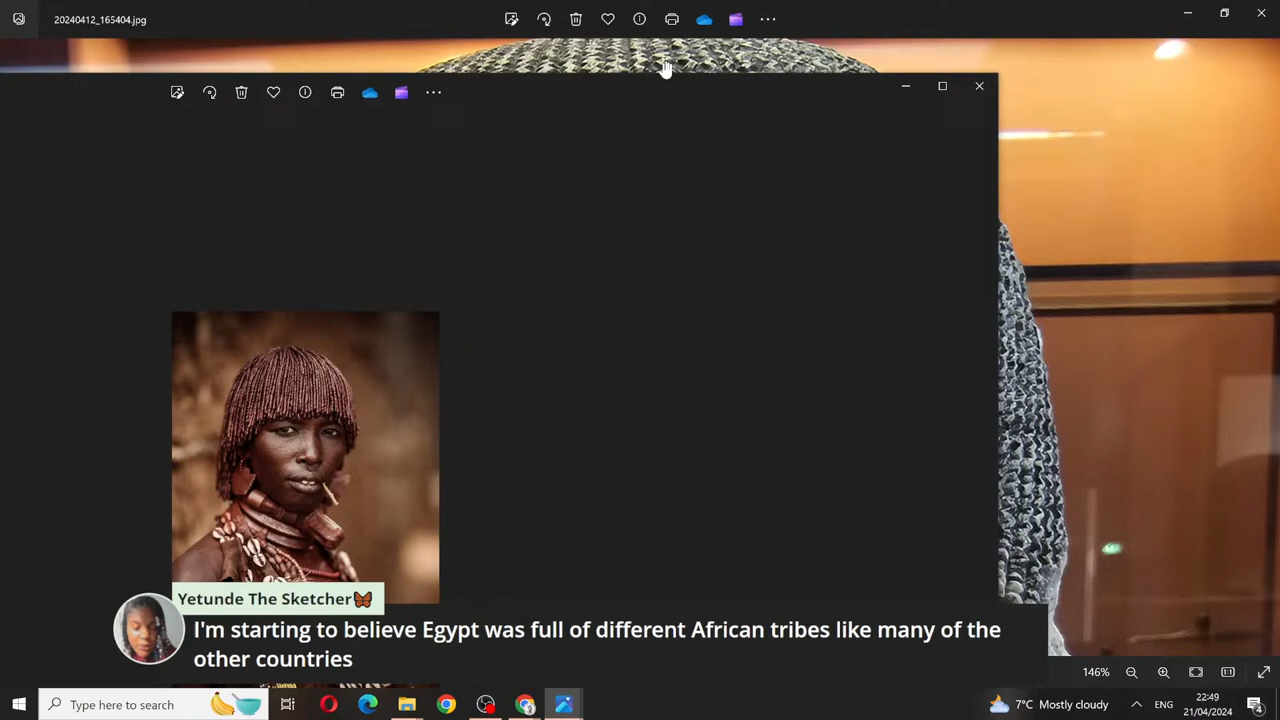 20240412_165404.jpg
Yetunde The Sketcher🦋
I'm starting to believe Egypt was full of different African tribes like many of the
other countries
146%
Type here to search
7°C Mostly cloudy
ENG
22:49
21/04/2024
4